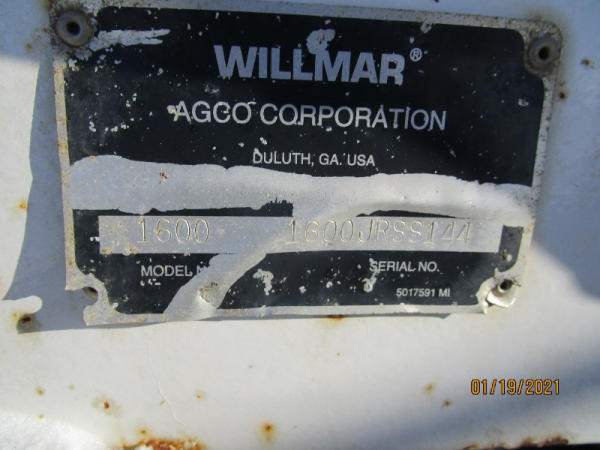 WILLMAR®
AGCO CORPORATION
DULUTH, GA. USA
1600 1600JRSS144
MODEL N SERIAL NO.
5017591 MI
01/19/2021